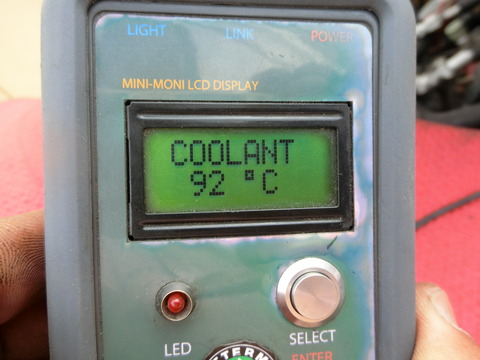 LIGHT LINK POWER
MINI-MONI LCD DISPLAY
COOLANT
92 °C
LED
SELECT
ENTER